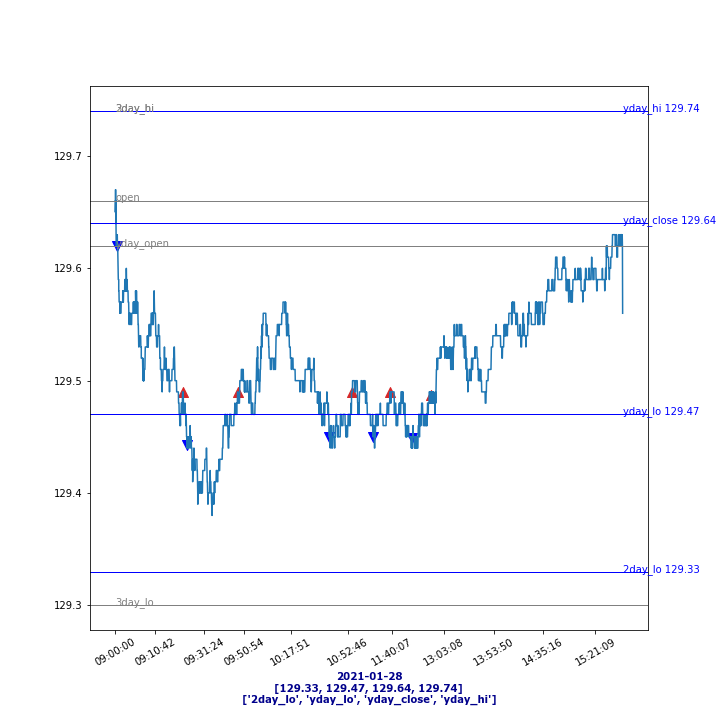 3day_hi
yday_hi 129.74
129.7
open
yday_close 129.64
yday_open
129.6
129.5
yday_lo 129.47
129.4
2day_lo 129.33
3day_lo
129.3
09:00:00
09:10:42
09:31:24
09:50:54
10:17:51
10:52:46
11:40:07
13:03:08
13:53:50
14:35:16
15:21:09
2021-01-28
[129.33, 129.47, 129.64, 129.74]
['2day_lo', 'yday_lo', 'yday_close', 'yday_hi']